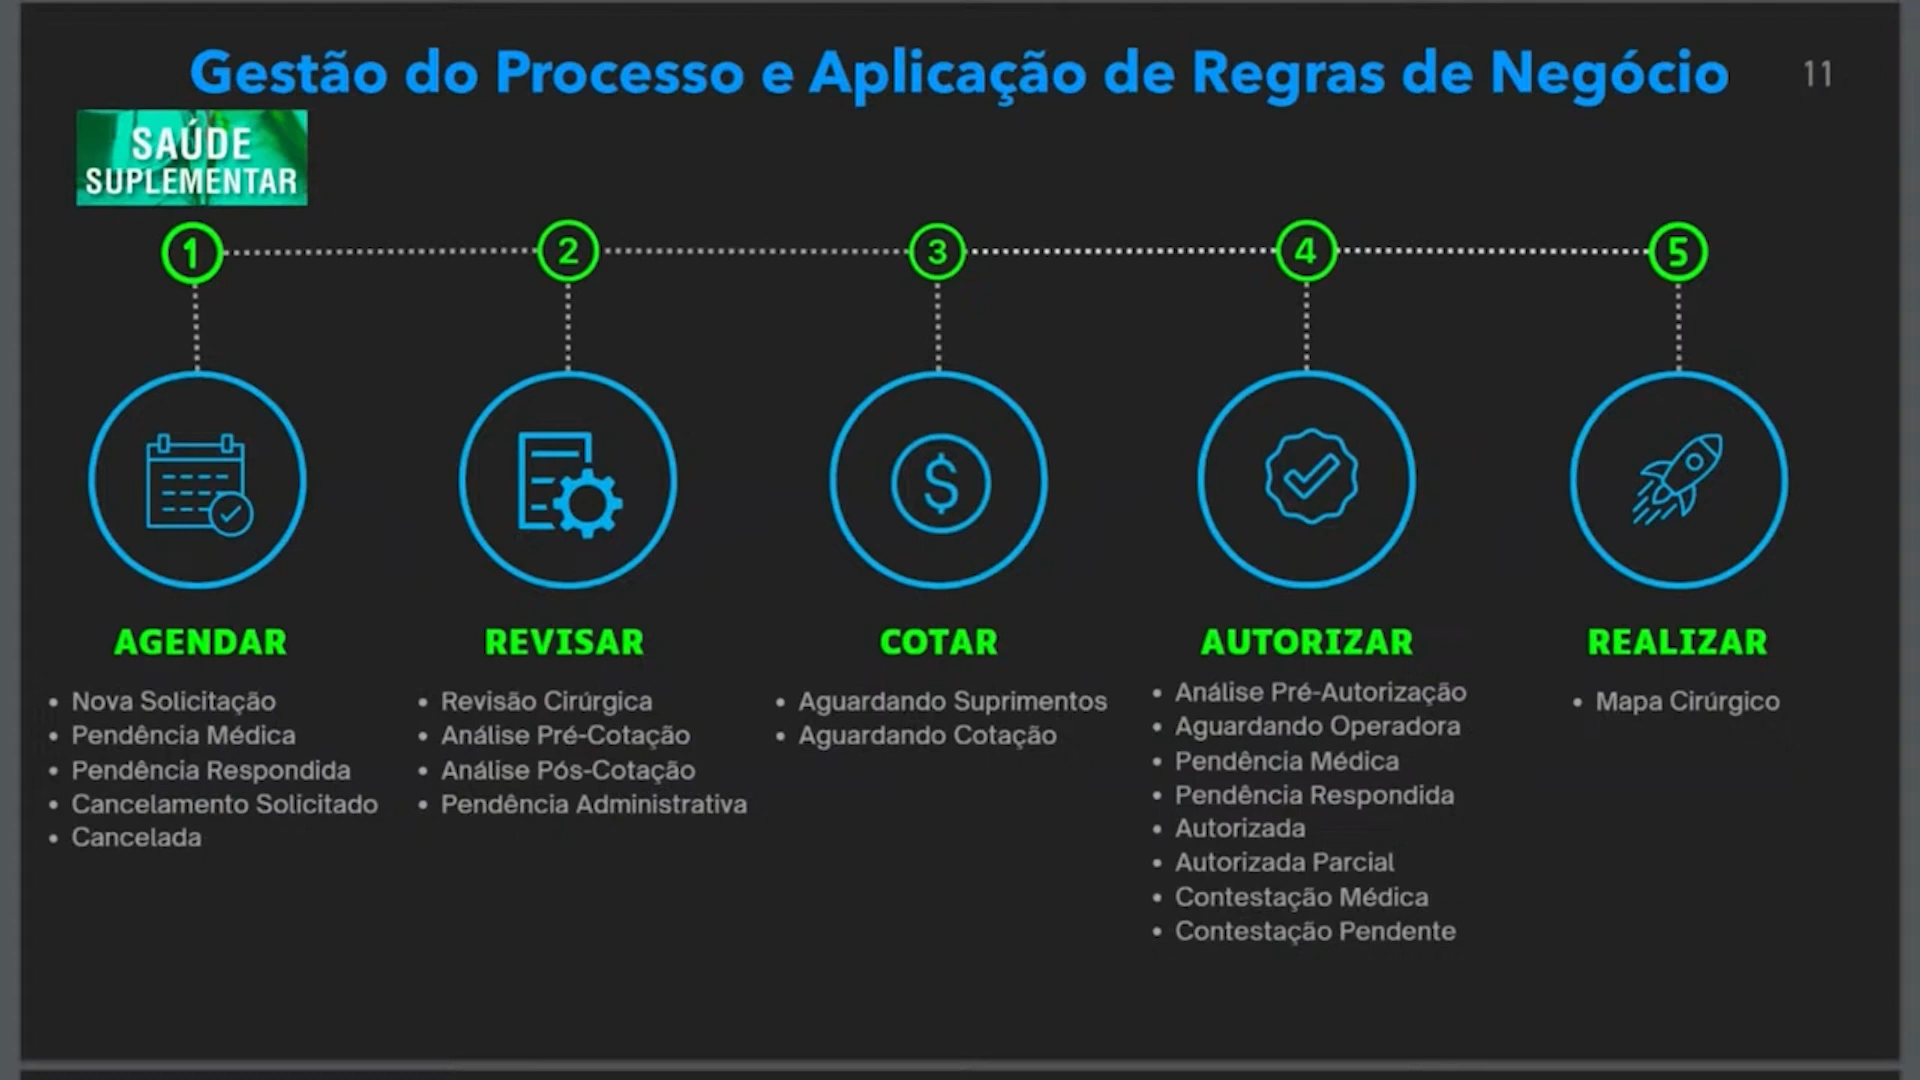 Gestão do Processo e Aplicação de Regras de Negócio
11
SAÚDE
SUPLEMENTAR
1
2
3
4
5
$
AGENDAR
Nova Solicitação
Pendência Médica
Pendência Respondida
Cancelamento Solicitado
Cancelada
REVISAR
Revisão Cirúrgica
Análise Pré-Cotação
Análise Pós-Cotação
Pendência Administrativa
COTAR
Aguardando Suprimentos
Aguardando Cotação
AUTORIZAR
Análise Pré-Autorização
Aguardando Operadora
Pendência Médica
Pendência Respondida
Autorizada
Autorizada Parcial
Contestação Médica
Contestação Pendente
REALIZAR
Mapa Cirúrgico